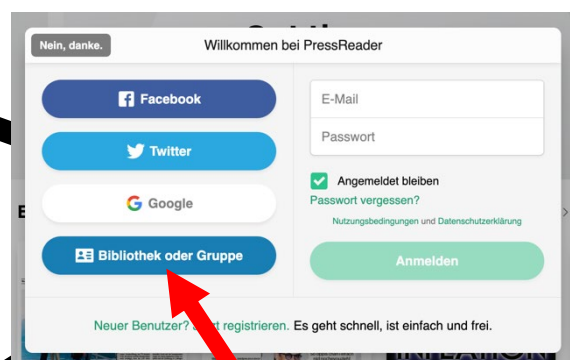 Nein, danke.
Willkommen bei PressReader
Facebook
Twitter
Google
Bibliothek oder Gruppe
E-Mail
Passwort
Angemeldet bleiben
Passwort vergessen?
Nutzungsbedingungen und Datenschutzerklärung
Anmelden
Neuer Benutzer? registrieren. Es geht schnell, ist einfach und frei.